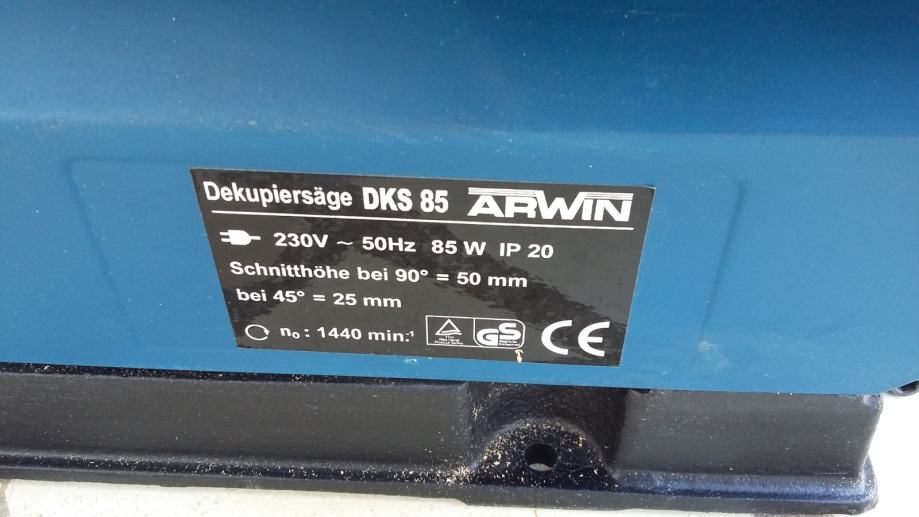 Dekupiersäge DKS 85 ARWIN
230V ~ 50Hz 85 W IP 20
Schnitthöhe bei 90° = 50 mm
bei 45° = 25 mm
n₀ : 1440 min.⁻¹ GS CE